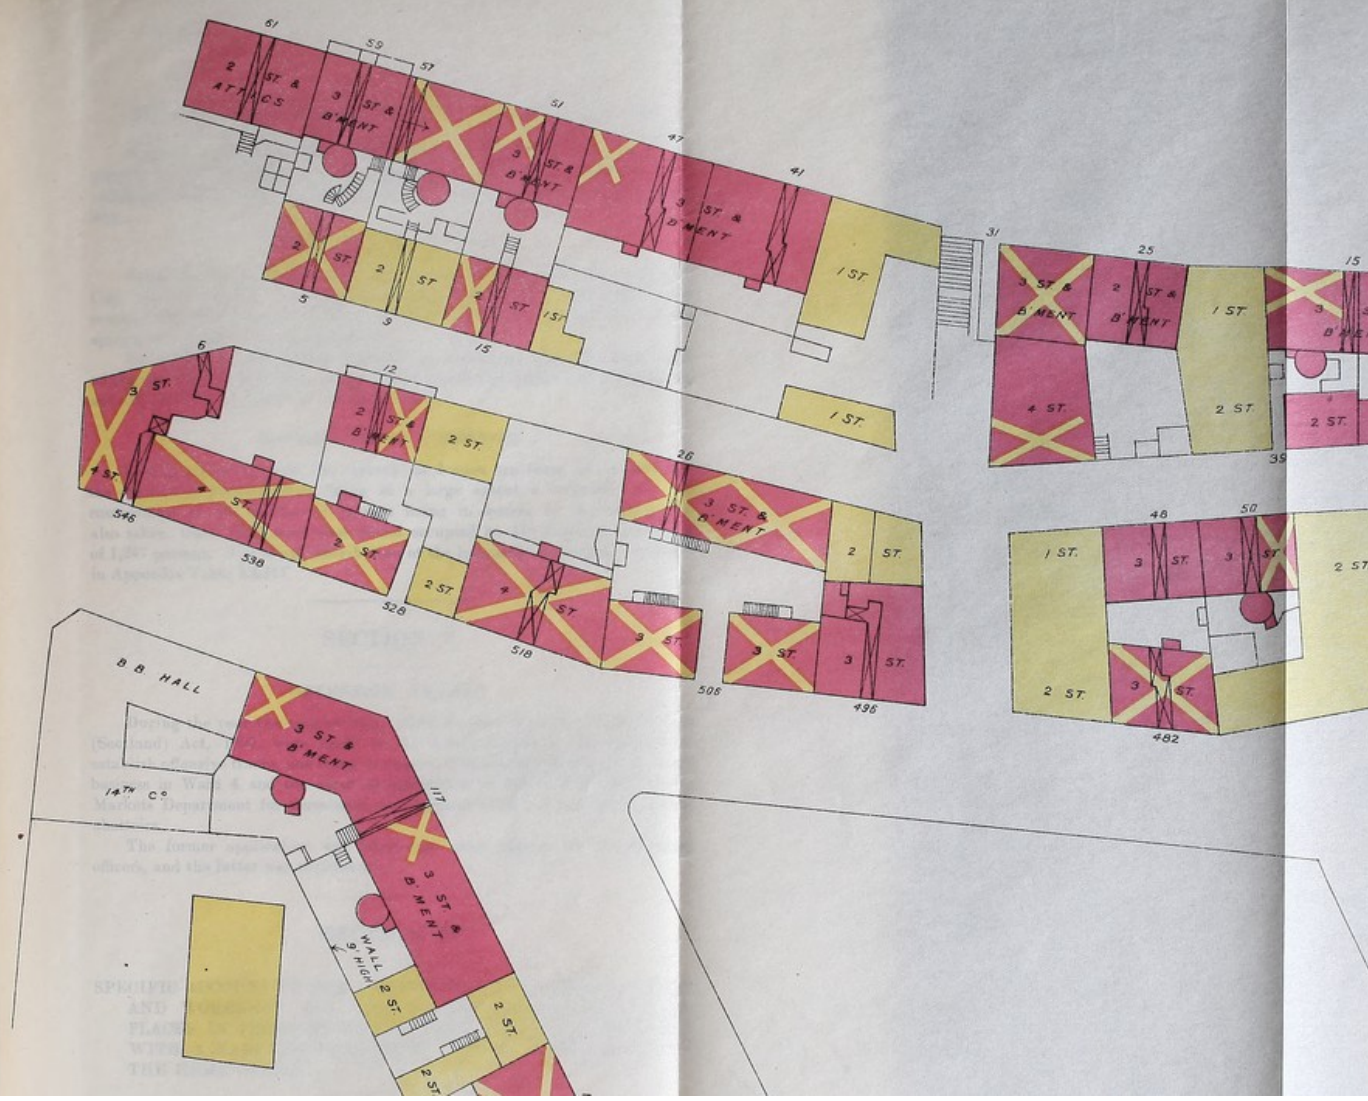 61
59
57
51
47
41
2 ST. &
ATTICS
3 ST &
B'MENT
3 ST. &
B'MENT
3 ST &
B'MENT
1 ST.
31
25
15
3 ST &
B'MENT
2 ST &
B'MENT
1 ST.
3
2 ST
2 ST.
2 ST
1 ST
5
9
15
1 ST.
4 ST.
2 ST.
2 ST.
39
6
3 ST.
4 ST.
12
2 ST &
B'MENT
2 ST.
26
3 ST. &
B'MENT
2 ST.
4 ST.
2 ST.
2 ST
4 ST.
3 ST.
3 ST.
3 ST.
546
538
528
518
506
496
48
50
1 ST.
3 ST.
3 ST
2 ST
2 ST.
3 ST.
482
B B HALL
14TH Co
3 ST &
B'MENT
117
3 ST. &
B'MENT
WALL
9' HIGH
2 ST.
2 ST.
2 ST.